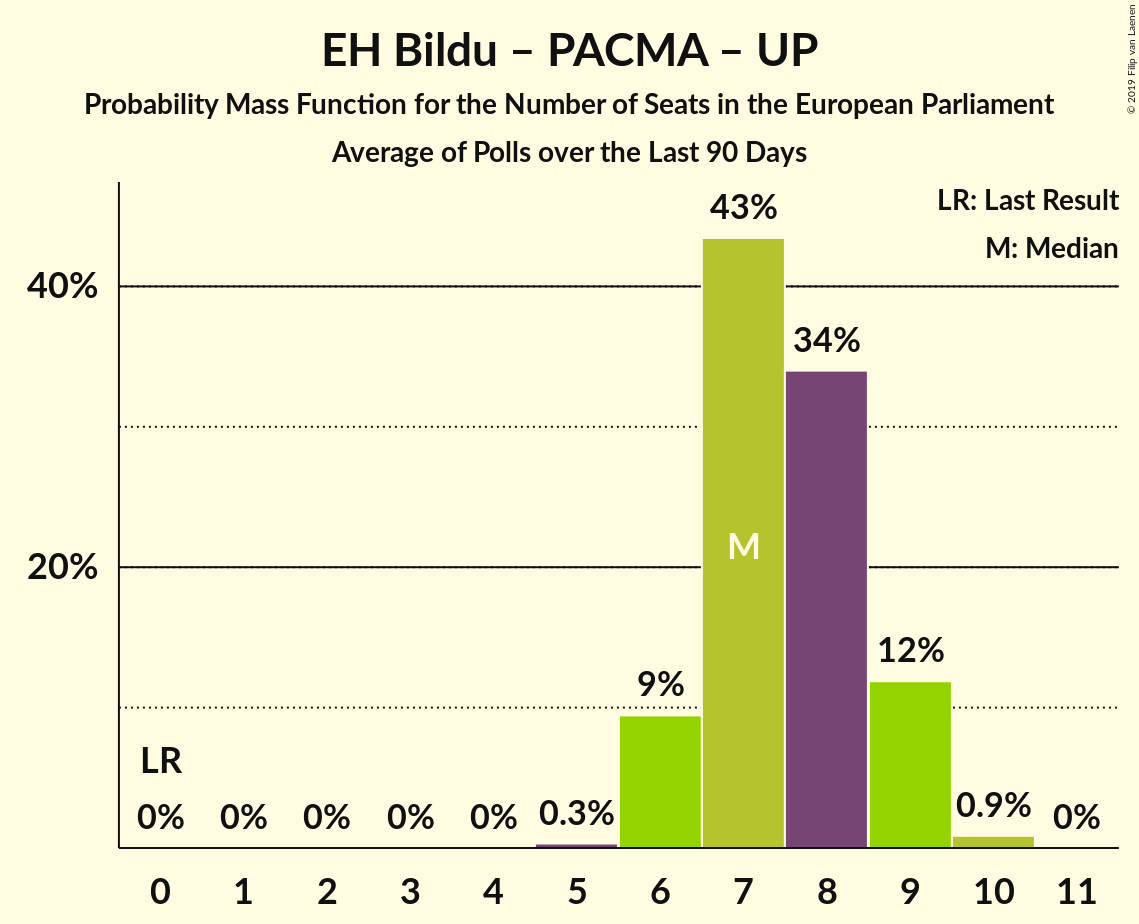 EH Bildu – PACMA – UP
Probability Mass Function for the Number of Seats in the European Parliament
Average of Polls over the Last 90 Days
© 2019 Filip van Laenen
LR: Last Result
M: Median
40%
20%
LR
0%
0%
0%
0%
0%
0.3%
9%
43%
34%
12%
0.9%
0%
M
0 1 2 3 4 5 6 7 8 9 10 11